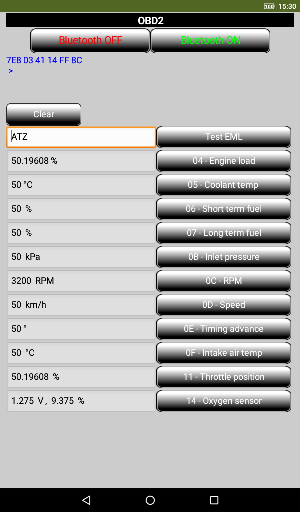 15:30
OBD2
Bluetooth OFF Bluetooth ON
7E8 03 41 14 FF 8C
>
Clear
ATZ Test EML
50.19608 % 04 - Engine load
50 °C 05 - Coolant temp
50 % 06 - Short term fuel
50 % 07 - Long term fuel
50 kPa 0B - Inlet pressure
3200 RPM 0C - RPM
50 km/h 0D - Speed
50 ° 0E - Timing advance
50 °C 0F - Intake air temp
50.19608 % 11 - Throttle position
1.275 V , 9.375 % 14 - Oxygen sensor